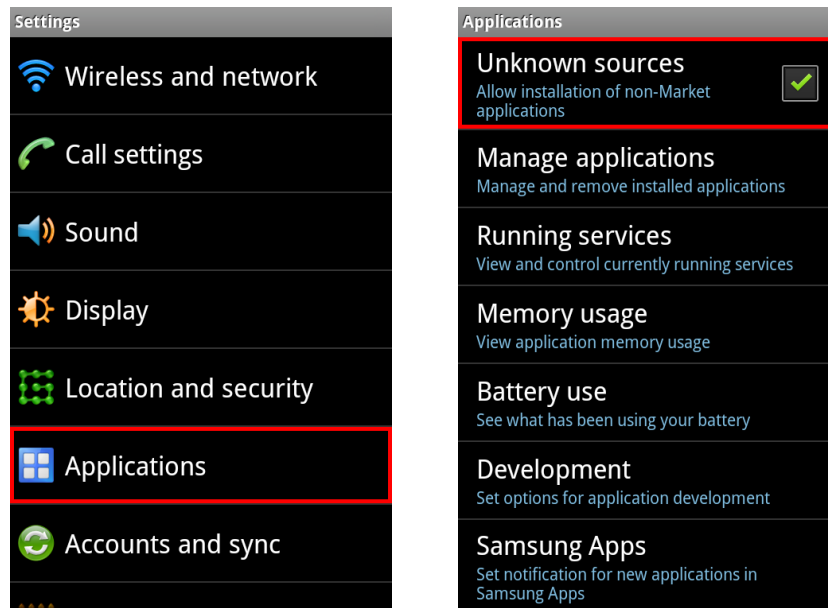 Settings
Wireless and network
Call settings
Sound
Display
Location and security
Applications
Accounts and sync
Applications
Unknown sources
Allow installation of non-Market
applications
Manage applications
Manage and remove installed applications
Running services
View and control currently running services
Memory usage
View application memory usage
Battery use
See what has been using your battery
Development
Set options for application development
Samsung Apps
Set notification for new applications in
Samsung Apps